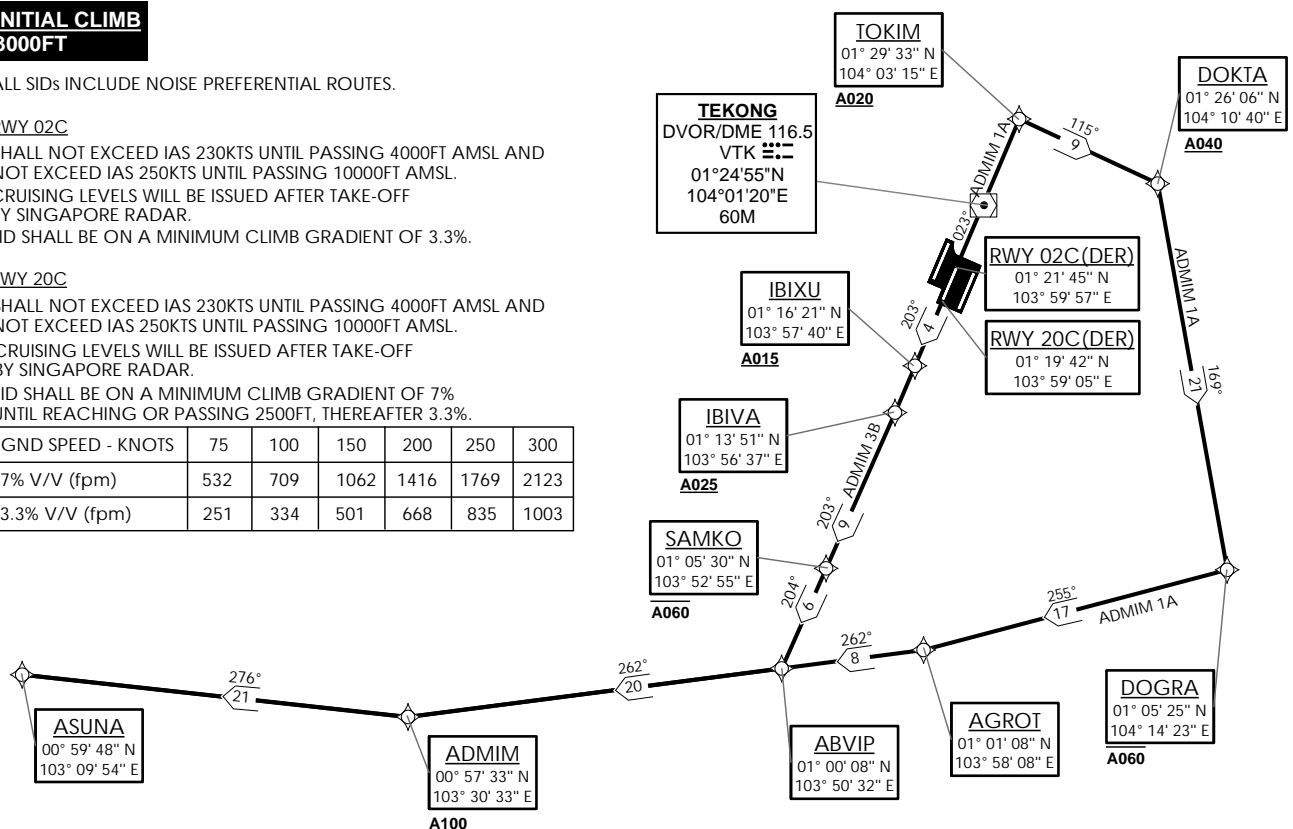 NITIAL CLIMB
3000FT
ALL SIDs INCLUDE NOISE PREFERENTIAL ROUTES.
RWY 02C
SHALL NOT EXCEED IAS 230KTS UNTIL PASSING 4000FT AMSL AND
NOT EXCEED IAS 250KTS UNTIL PASSING 10000FT AMSL.
CRUISING LEVELS WILL BE ISSUED AFTER TAKE-OFF
BY SINGAPORE RADAR.
SID SHALL BE ON A MINIMUM CLIMB GRADIENT OF 3.3%.
RWY 20C
SHALL NOT EXCEED IAS 230KTS UNTIL PASSING 4000FT AMSL AND
NOT EXCEED IAS 250KTS UNTIL PASSING 10000FT AMSL.
CRUISING LEVELS WILL BE ISSUED AFTER TAKE-OFF
BY SINGAPORE RADAR.
SID SHALL BE ON A MINIMUM CLIMB GRADIENT OF 7%
UNTIL REACHING OR PASSING 2500FT, THEREAFTER 3.3%.
GND SPEED - KNOTS 75 100 150 200 250 300
7% V/V (fpm) 532 709 1062 1416 1769 2123
3.3% V/V (fpm) 251 334 501 668 835 1003
TOKIM
01° 29' 33" N
104° 03' 15" E
A020
DOKTA
01° 26' 06" N
104° 10' 40" E
A040
TEKONG
DVOR/DME 116.5
VTK
01°24'55"N
104°01'20"E
60M
115°
9
ADMIM 1A
023°
RWY 02C(DER)
01° 21' 45" N
103° 59' 57" E
RWY 20C(DER)
01° 19' 42" N
103° 59' 05" E
ADMIM 1A
169°
21
IBIXU
01° 16' 21" N
103° 57' 40" E
A015
203°
4
IBIVA
01° 13' 51" N
103° 56' 37" E
A025
ADMIM 3B
203°
9
SAMKO
01° 05' 30" N
103° 52' 55" E
A060
204°
6
255°
17
ADMIM 1A
262°
8
262°
20
276°
21
DOGRA
01° 05' 25" N
104° 14' 23" E
A060
AGROT
01° 01' 08" N
103° 58' 08" E
ABVIP
01° 00' 08" N
103° 50' 32" E
ADMIM
00° 57' 33" N
103° 30' 33" E
A100
ASUNA
00° 59' 48" N
103° 09' 54" E